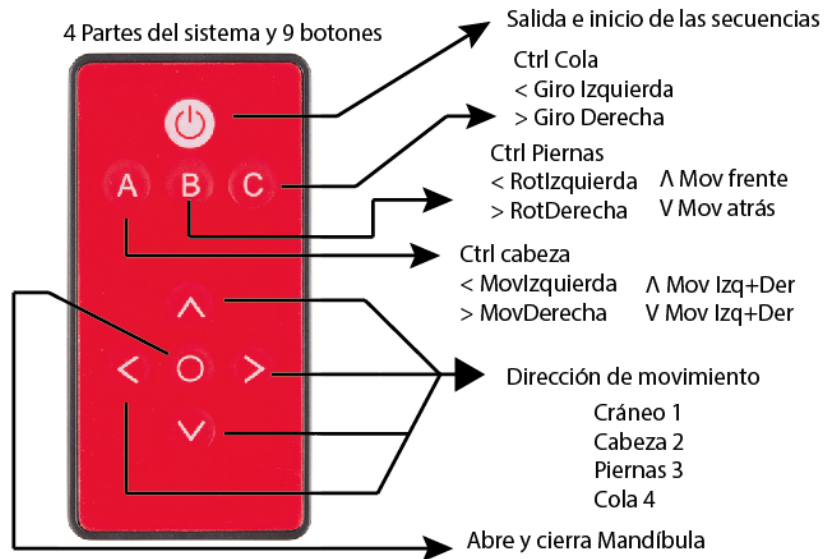 4 Partes del sistema y 9 botones
Salida e inicio de las secuencias
Ctrl Cola
< Giro Izquierda
> Giro Derecha
Ctrl Piernas
< RotIzquierda Λ Mov frente
> RotDerecha V Mov atrás
Ctrl cabeza
< MovIzquierda Λ Mov Izq+Der
> MovDerecha V Mov Izq+Der
Dirección de movimiento
Cráneo 1
Cabeza 2
Piernas 3
Cola 4
Abre y cierra Mandíbula
A B C